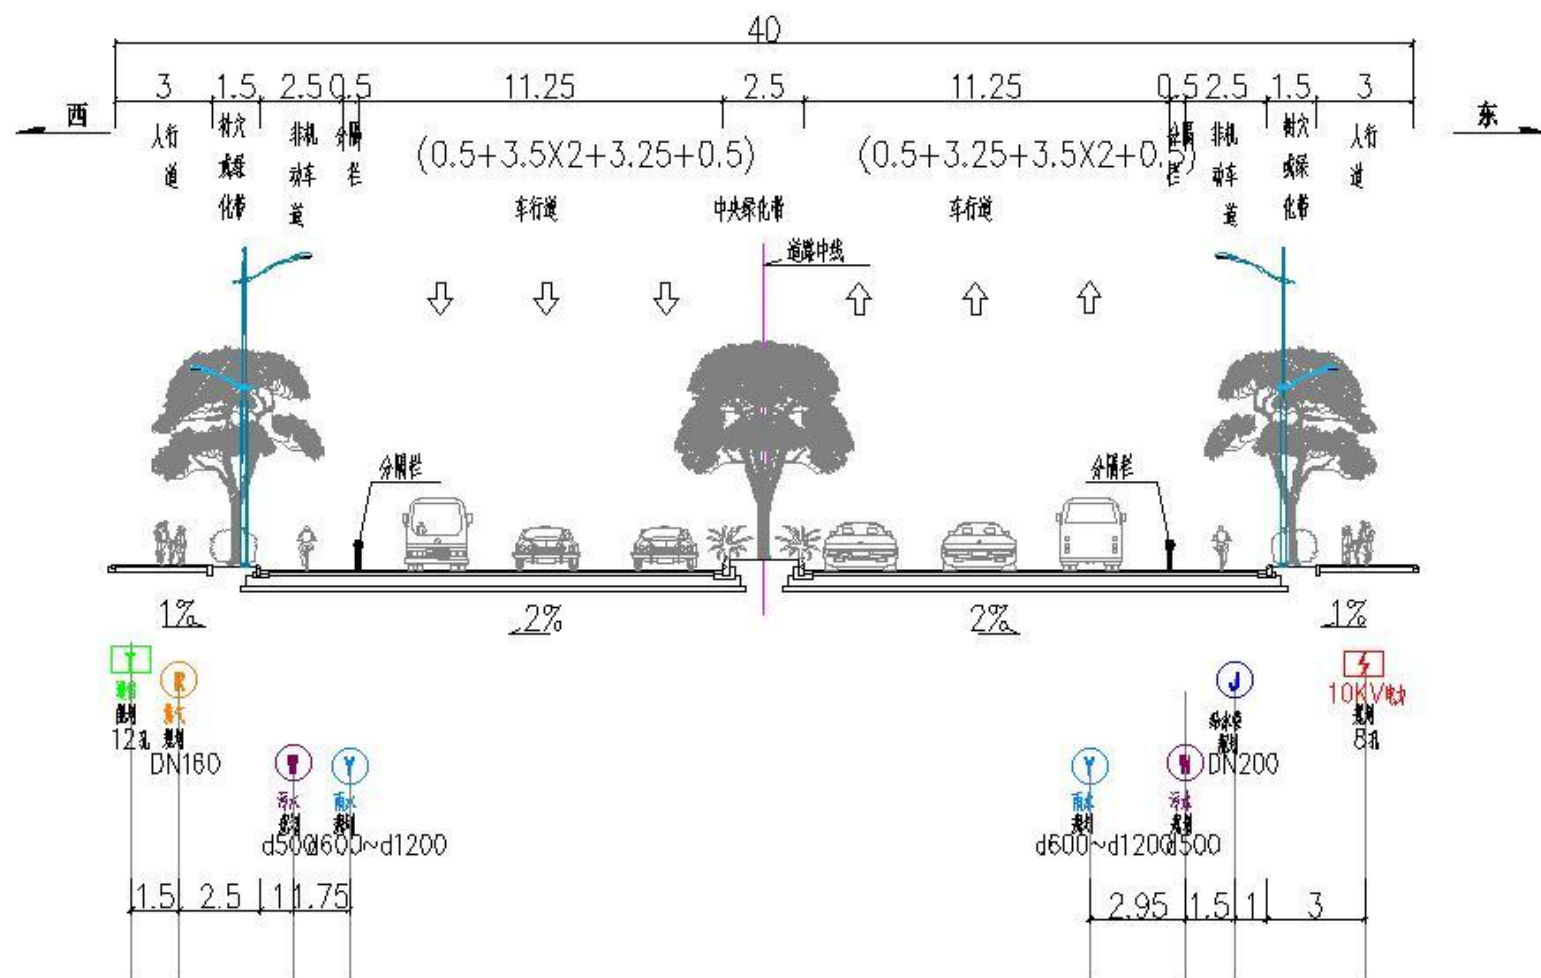 40
3 1.5 2.5 0.5 11.25 2.5 11.25 0.5 2.5 1.5 3
西
东
人行道
树穴或绿化带
非机动车道
分隔栏
(0.5+3.5X2+3.25+0.5)
车行道
中央绿化带
(0.5+3.25+3.5X2+0.5)
车行道
分隔栏
非机动车道
树穴或绿化带
人行道
道路中线
分隔栏
分隔栏
1% 2% 2% 1%
T
通信
规划
12孔
R
燃气
规划
DN160
W
污水
规划
d500
Y
雨水
规划
d600~d1200
Y
雨水
规划
d600~d1200
W
污水
规划
d500
J
给水管
规划
DN200
10KV电力
规划
8孔
1.5 2.5 1 1.75
2.95 1.5 1 3